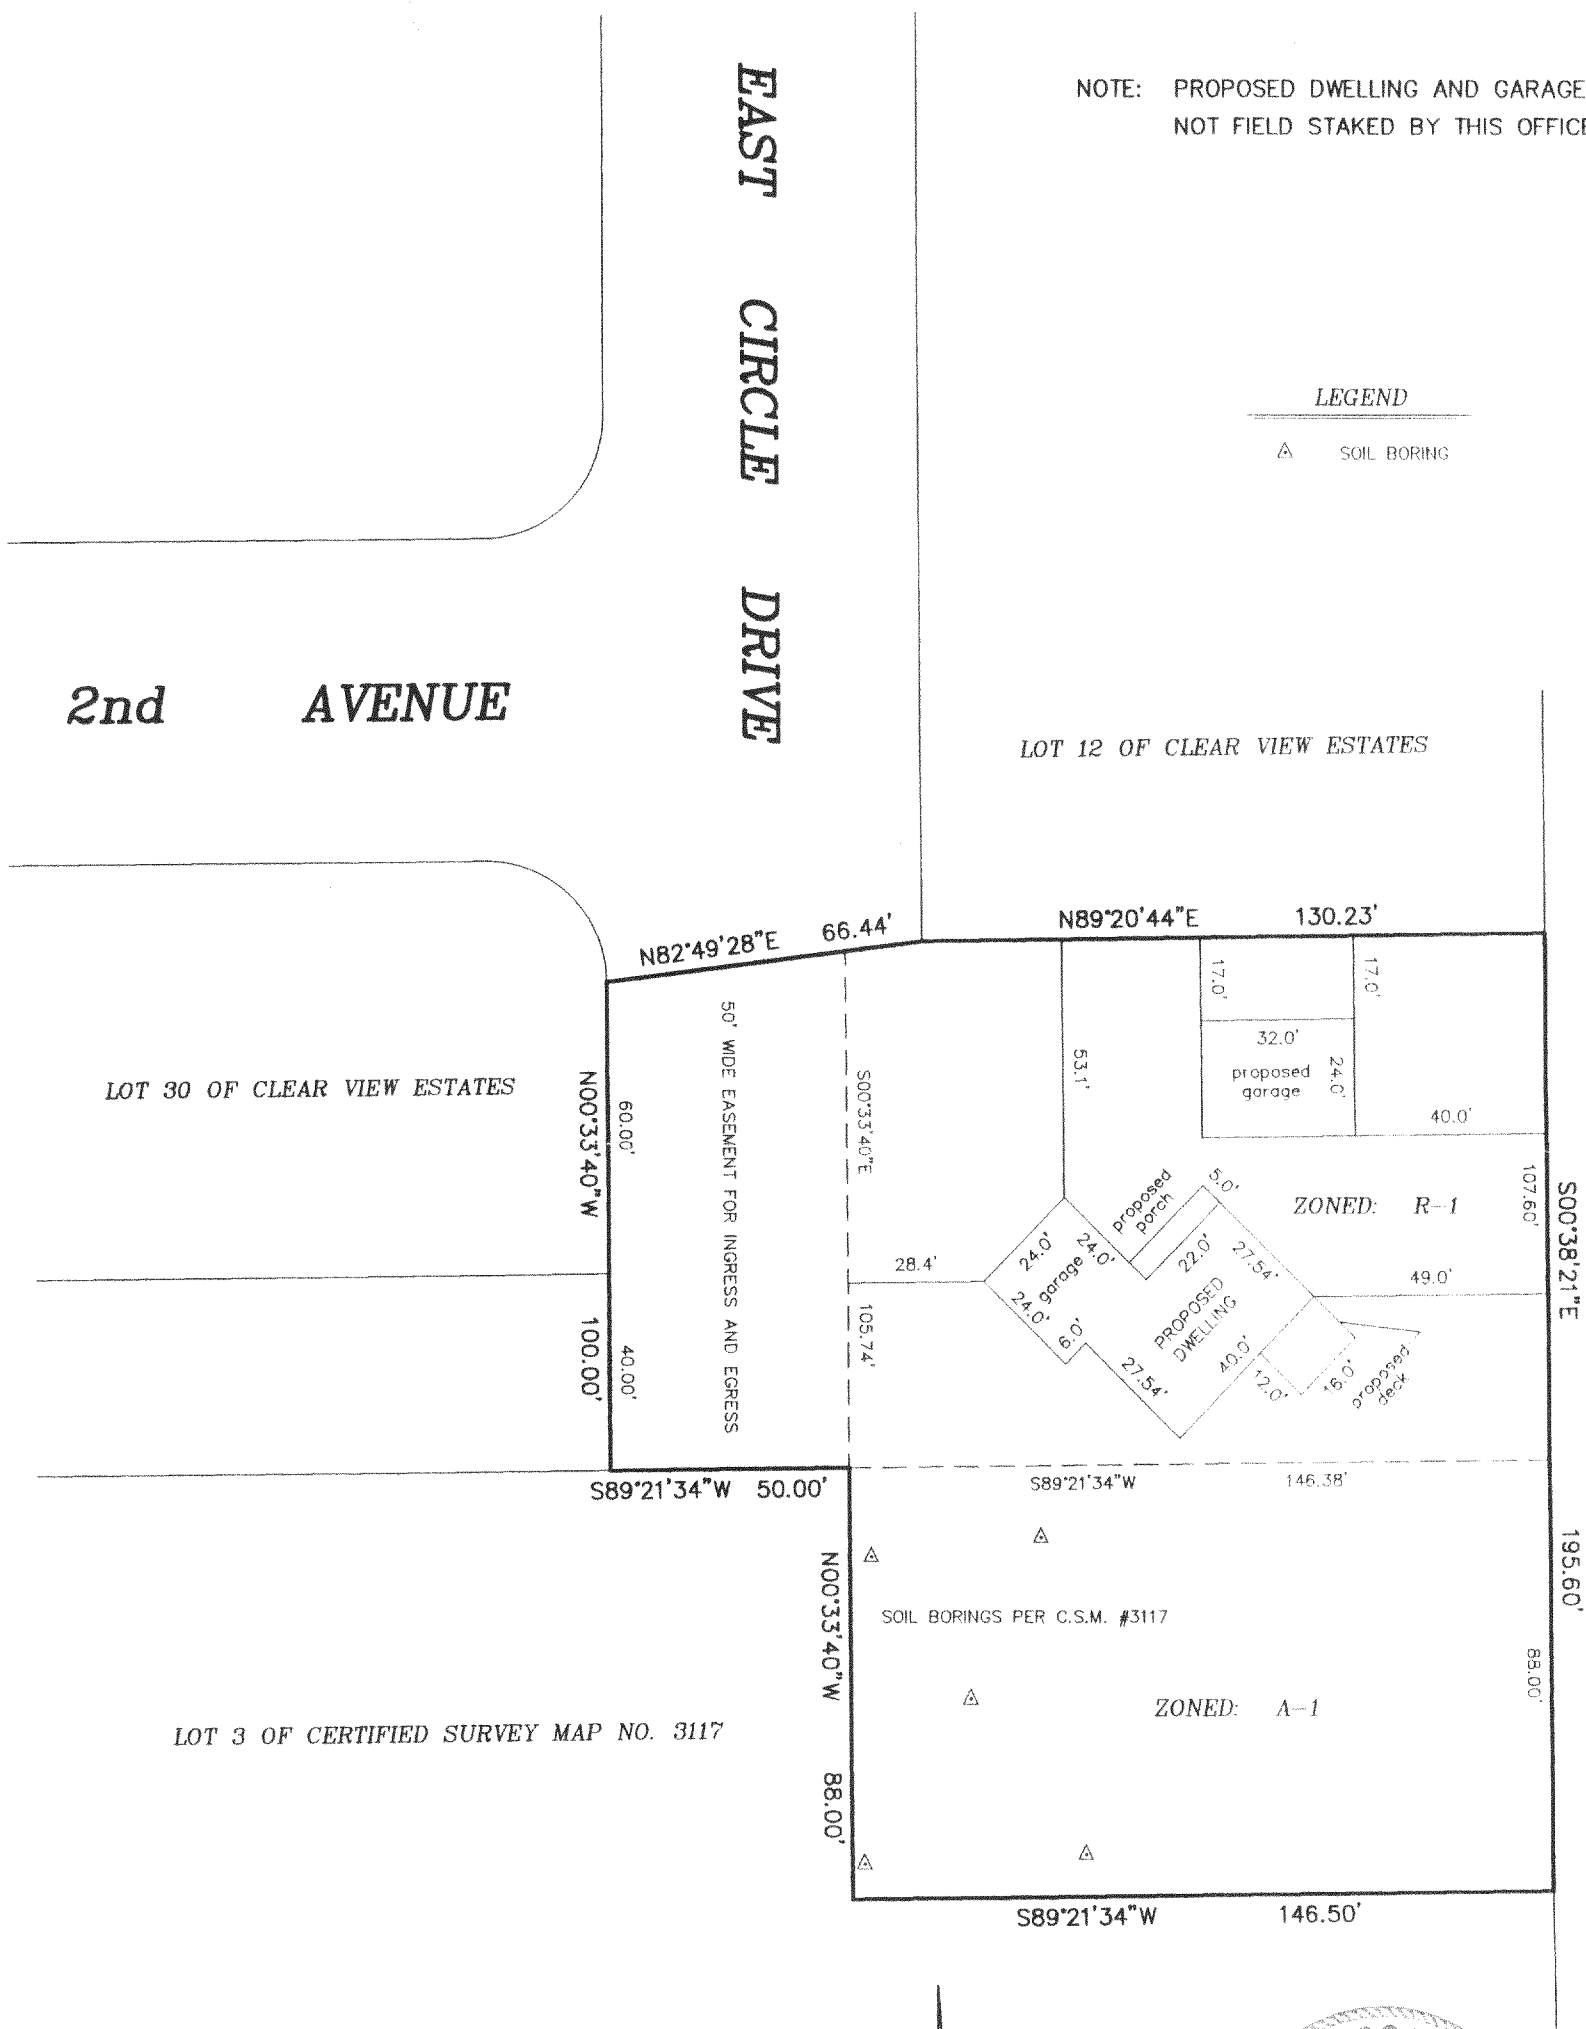 NOTE: PROPOSED DWELLING AND GARAGE
NOT FIELD STAKED BY THIS OFFICE
EAST CIRCLE DRIVE
LEGEND
SOIL BORING
2nd AVENUE
LOT 12 OF CLEAR VIEW ESTATES
N82°49'28"E 66.44'
N89°20'44"E 130.23'
17.0'
17.0'
32.0'
proposed
garage
24.0'
40.0'
53.1'
50' WIDE EASEMENT FOR INGRESS AND EGRESS
S00°33'40"E
105.74'
LOT 30 OF CLEAR VIEW ESTATES
N00°33'40"W 100.00'
60.00'
40.00'
107.60'
S00°38'21"E 195.60'
ZONED: R-1
proposed
porch
5.0'
24.0'
24.0'
garage
24.0'
6.0'
22.0'
27.54'
PROPOSED
DWELLING
27.54'
40.0'
12.0'
16.0'
proposed
deck
28.4'
49.0'
S89°21'34"W 50.00'
S89°21'34"W 146.38'
N00°33'40"W 88.00'
SOIL BORINGS PER C.S.M. #3117
88.00'
ZONED: A-1
LOT 3 OF CERTIFIED SURVEY MAP NO. 3117
S89°21'34"W 146.50'